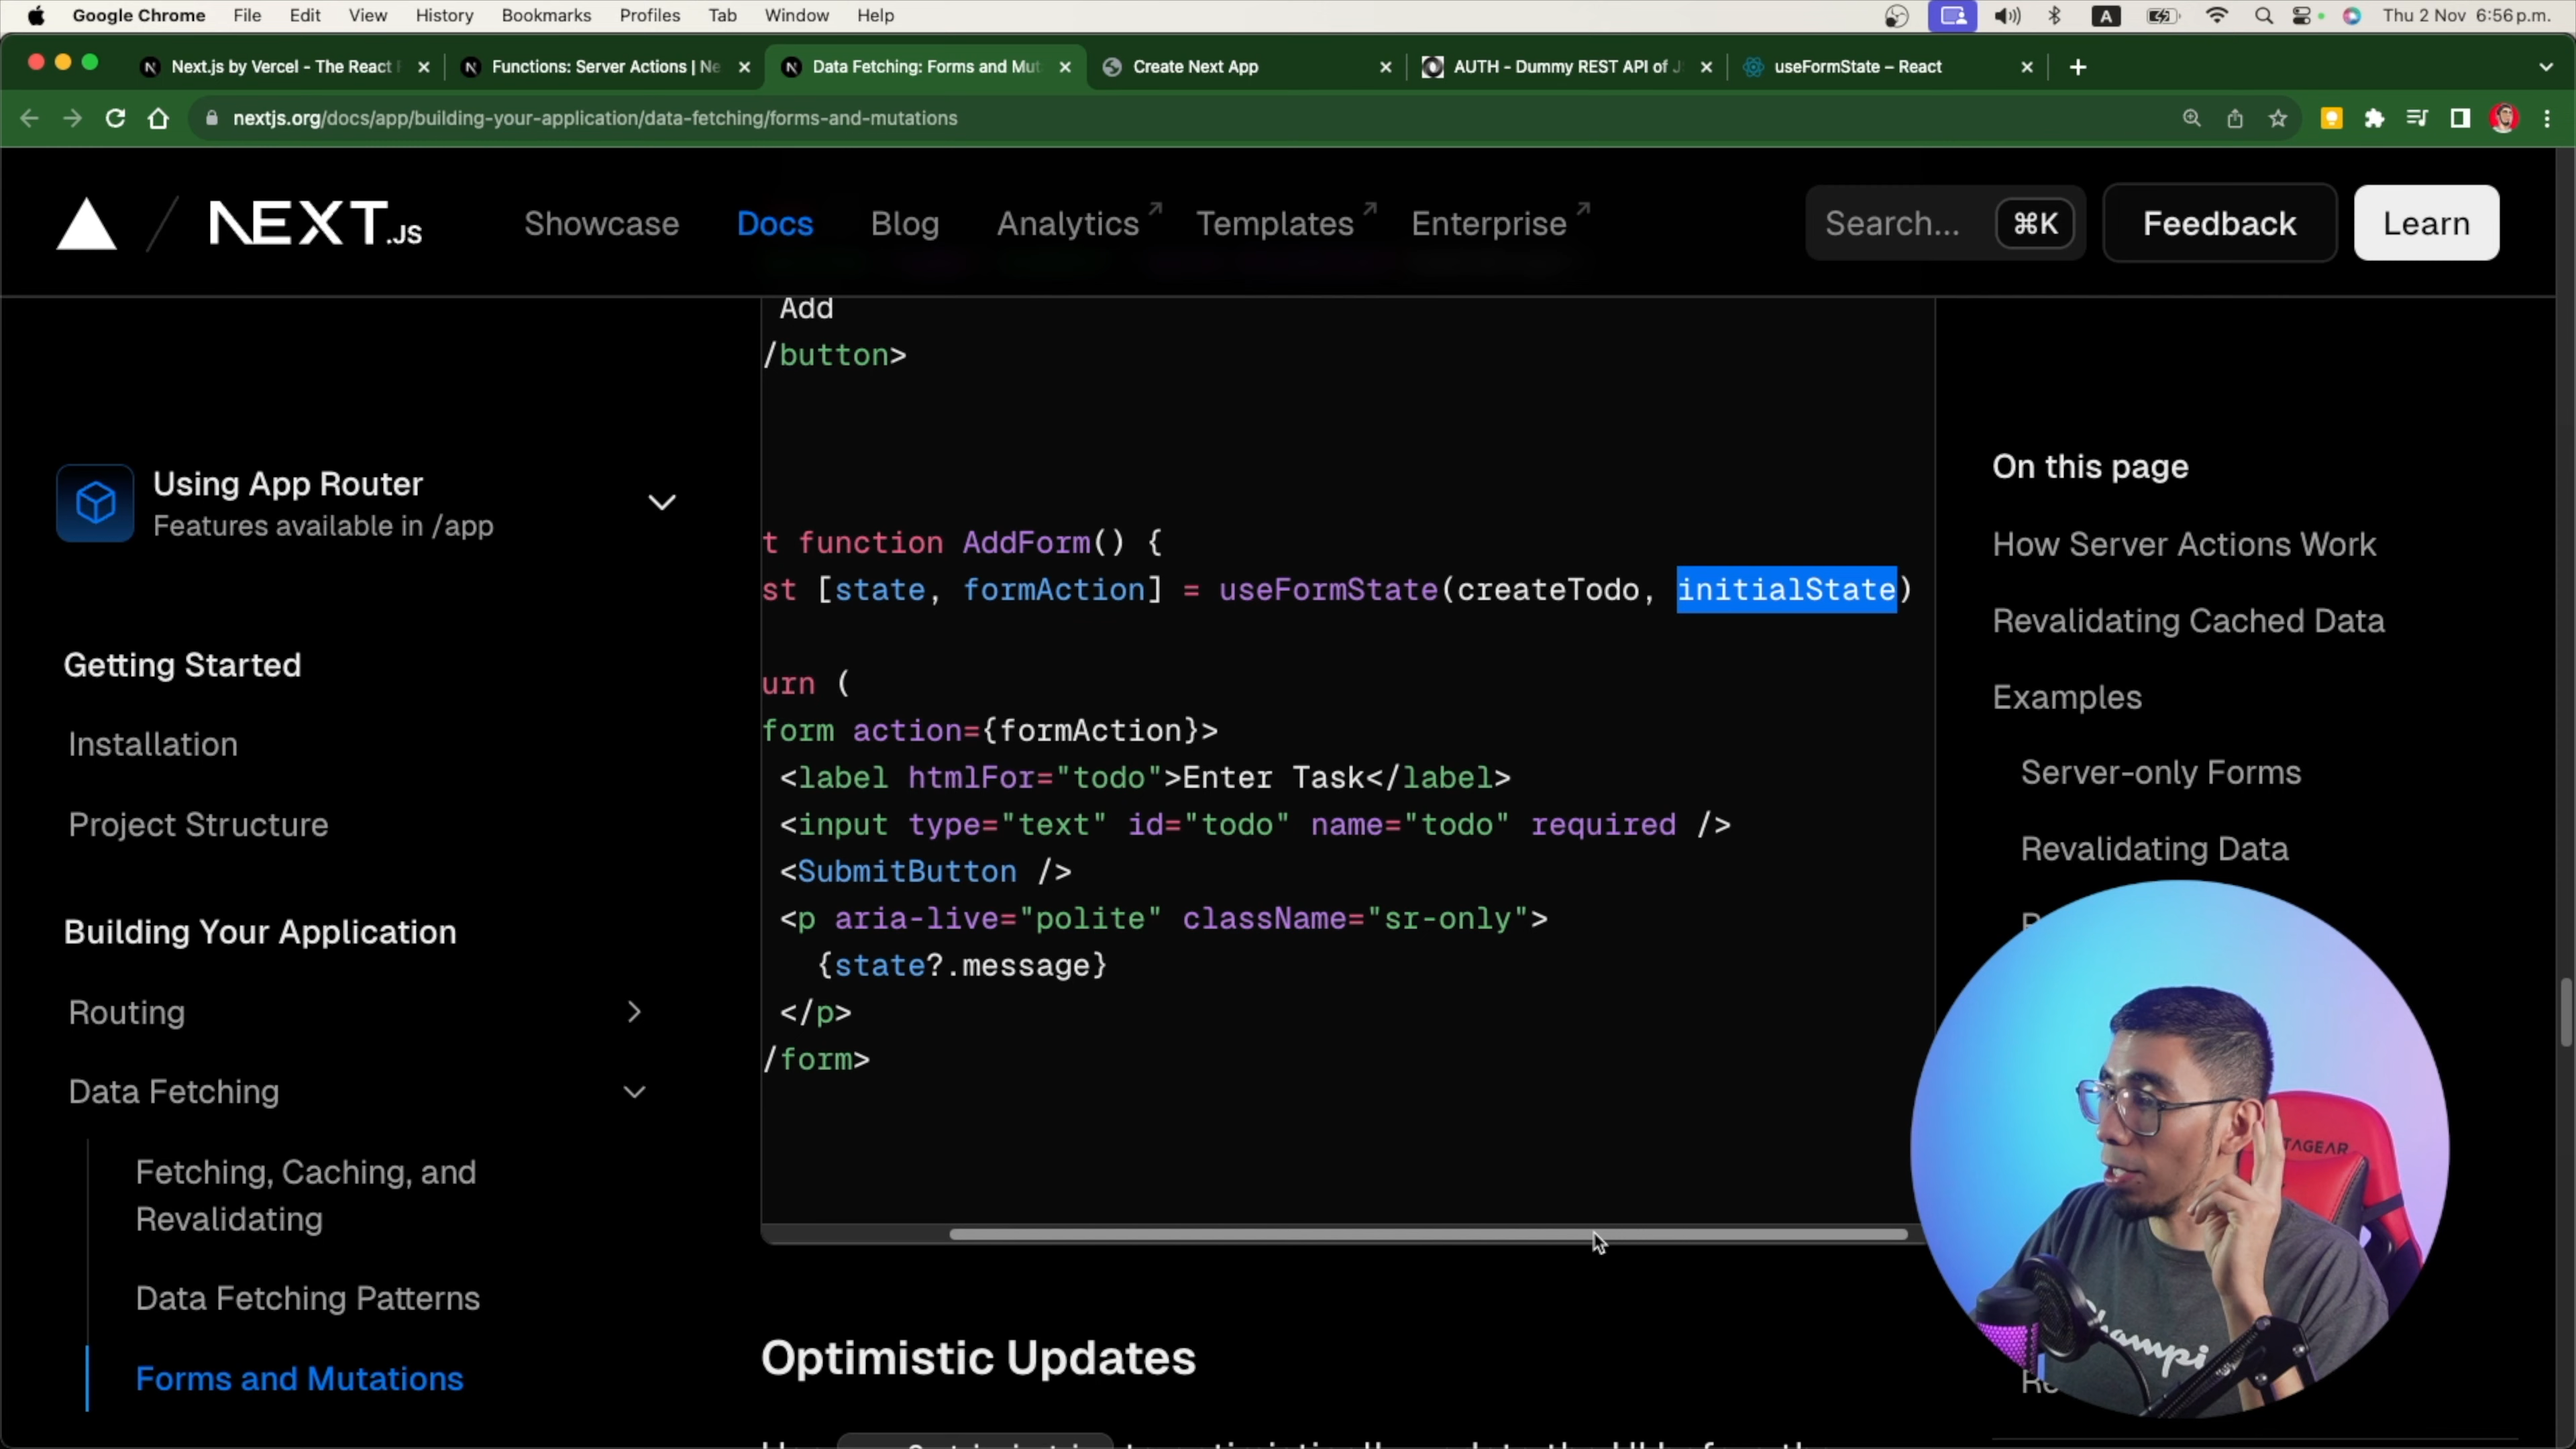 Google Chrome File Edit View History Bookmarks Profiles Tab Window Help A Thu 2 Nov 6:56 p.m.
Next.js by Vercel - The React Functions: Server Actions | Ne Data Fetching: Forms and Mut Create Next App AUTH - Dummy REST API of J useFormState – React
nextjs.org/docs/app/building-your-application/data-fetching/forms-and-mutations
NEXT.JS Showcase Docs Blog Analytics Templates Enterprise Search... ⌘K Feedback Learn
Using App Router
Features available in /app
Getting Started
Installation
Project Structure
Building Your Application
Routing
Data Fetching
Fetching, Caching, and
Revalidating
Data Fetching Patterns
Forms and Mutations
Add
/button>
t function AddForm() {
st [state, formAction] = useFormState(createTodo, initialState)
urn (
form action={formAction}>
<label htmlFor="todo">Enter Task</label>
<input type="text" id="todo" name="todo" required />
<SubmitButton />
<p aria-live="polite" className="sr-only">
{state?.message}
</p>
/form>
Optimistic Updates
On this page
How Server Actions Work
Revalidating Cached Data
Examples
Server-only Forms
Revalidating Data
Re
TAGEAR
Champi